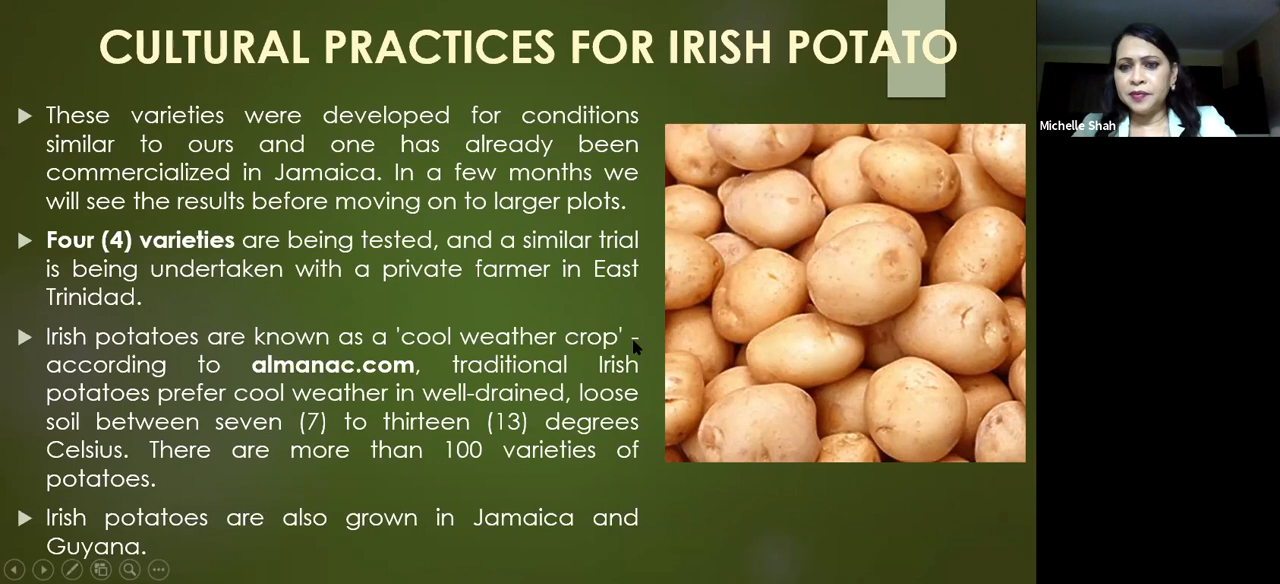 CULTURAL PRACTICES FOR IRISH POTATO
These varieties were developed for conditions
similar to ours and one has already been
commercialized in Jamaica. In a few months we
will see the results before moving on to larger plots.
Four (4) varieties are being tested, and a similar trial
is being undertaken with a private farmer in East
Trinidad.
Irish potatoes are known as a 'cool weather crop' -
according to almanac.com, traditional Irish
potatoes prefer cool weather in well-drained, loose
soil between seven (7) to thirteen (13) degrees
Celsius. There are more than 100 varieties of
potatoes.
Irish potatoes are also grown in Jamaica and
Guyana.
Michelle Shah